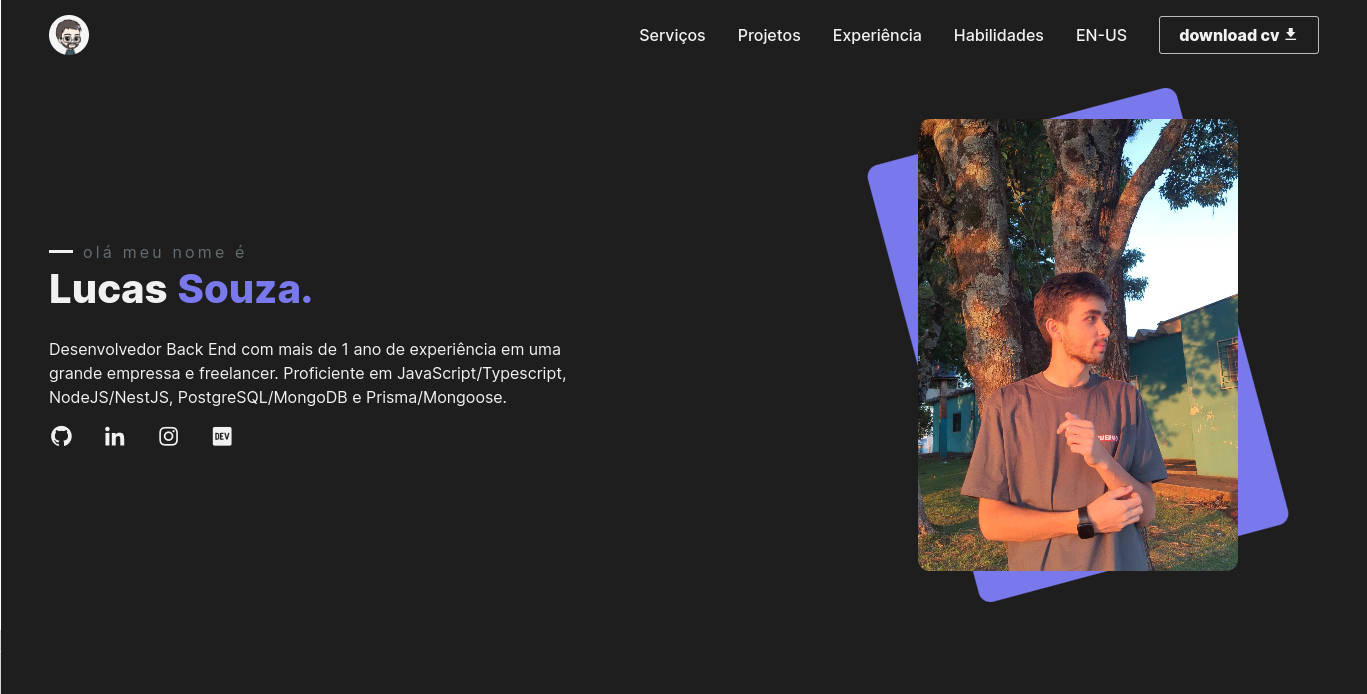 Serviços Projetos Experiência Habilidades EN-US download cv
olá meu nome é
Lucas Souza.
Desenvolvedor Back End com mais de 1 ano de experiência em uma
grande empressa e freelancer. Proficiente em JavaScript/Typescript,
NodeJS/NestJS, PostgreSQL/MongoDB e Prisma/Mongoose.
DEV